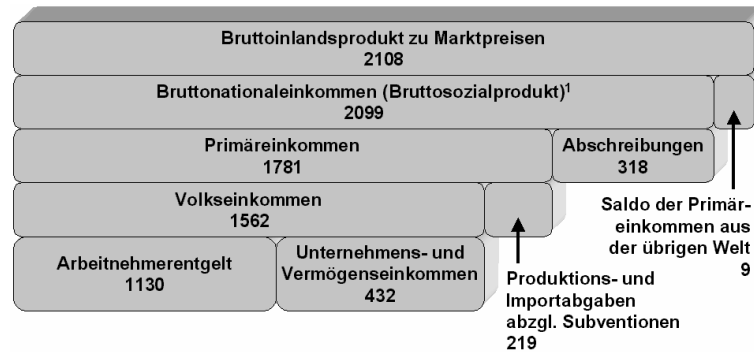 Bruttoinlandsprodukt zu Marktpreisen
2108
Bruttonationaleinkommen (Bruttosozialprodukt)¹
2099
Primäreinkommen
1781
Abschreibungen
318
Volkseinkommen
1562
Saldo der Primär-
einkommen aus
der übrigen Welt
9
Arbeitnehmerentgelt
1130
Unternehmens- und
Vermögenseinkommen
432
Produktions- und
Importabgaben
abzgl. Subventionen
219